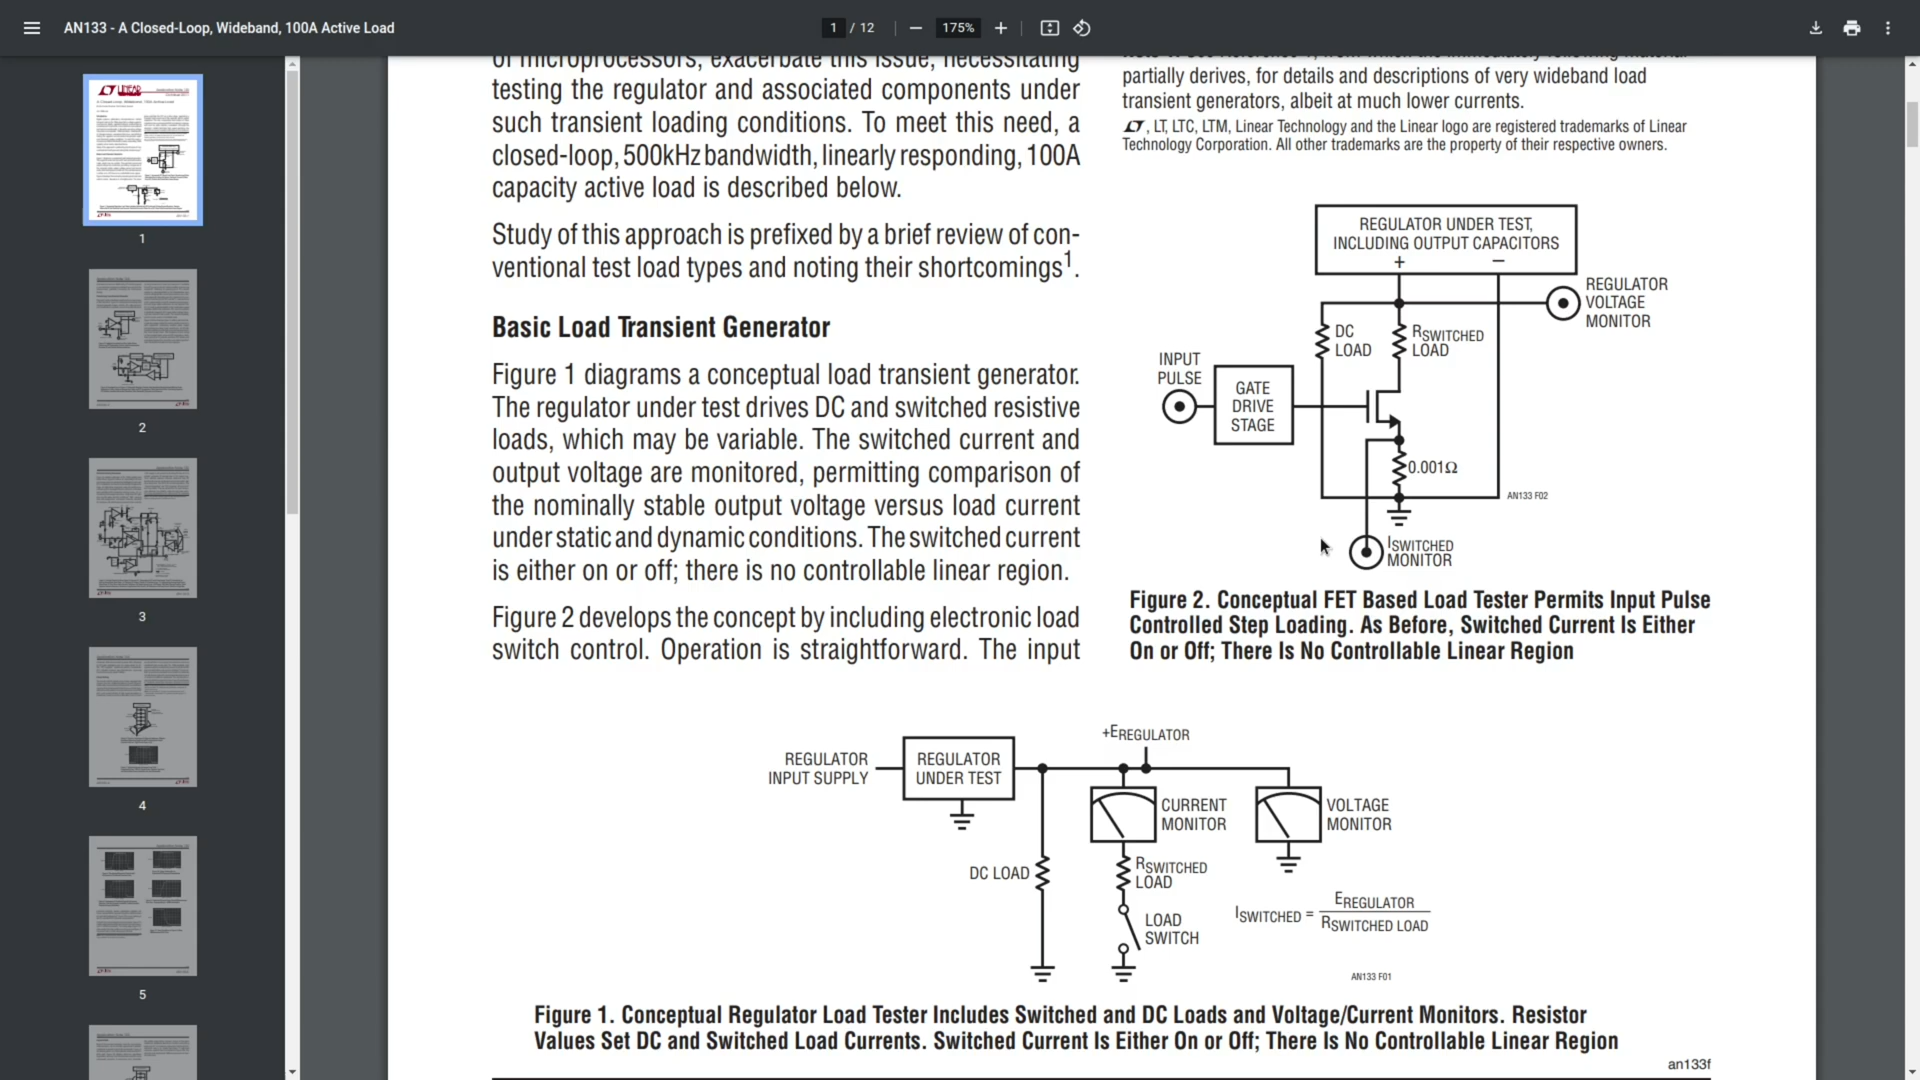 AN133 - A Closed-Loop, Wideband, 100A Active Load
1 / 12
175%
1
2
3
4
5
of microprocessors, exacerbate this issue, necessitating
testing the regulator and associated components under
such transient loading conditions. To meet this need, a
closed-loop, 500kHz bandwidth, linearly responding, 100A
capacity active load is described below.
Study of this approach is prefixed by a brief review of con-
ventional test load types and noting their shortcomings1.
Basic Load Transient Generator
Figure 1 diagrams a conceptual load transient generator.
The regulator under test drives DC and switched resistive
loads, which may be variable. The switched current and
output voltage are monitored, permitting comparison of
the nominally stable output voltage versus load current
under static and dynamic conditions. The switched current
is either on or off; there is no controllable linear region.
Figure 2 develops the concept by including electronic load
switch control. Operation is straightforward. The input
partially derives, for details and descriptions of very wideband load
transient generators, albeit at much lower currents.
, LT, LTC, LTM, Linear Technology and the Linear logo are registered trademarks of Linear
Technology Corporation. All other trademarks are the property of their respective owners.
REGULATOR UNDER TEST,
INCLUDING OUTPUT CAPACITORS
+ −
REGULATOR
VOLTAGE
MONITOR
DC
LOAD
RSWITCHED
LOAD
INPUT
PULSE
GATE
DRIVE
STAGE
0.001Ω
AN133 F02
ISWITCHED
MONITOR
Figure 2. Conceptual FET Based Load Tester Permits Input Pulse
Controlled Step Loading. As Before, Switched Current Is Either
On or Off; There Is No Controllable Linear Region
+EREGULATOR
REGULATOR
INPUT SUPPLY
REGULATOR
UNDER TEST
CURRENT
MONITOR
VOLTAGE
MONITOR
DC LOAD
RSWITCHED
LOAD
LOAD
SWITCH
ISWITCHED = EREGULATOR
RSWITCHED LOAD
AN133 F01
Figure 1. Conceptual Regulator Load Tester Includes Switched and DC Loads and Voltage/Current Monitors. Resistor
Values Set DC and Switched Load Currents. Switched Current Is Either On or Off; There Is No Controllable Linear Region
an133f